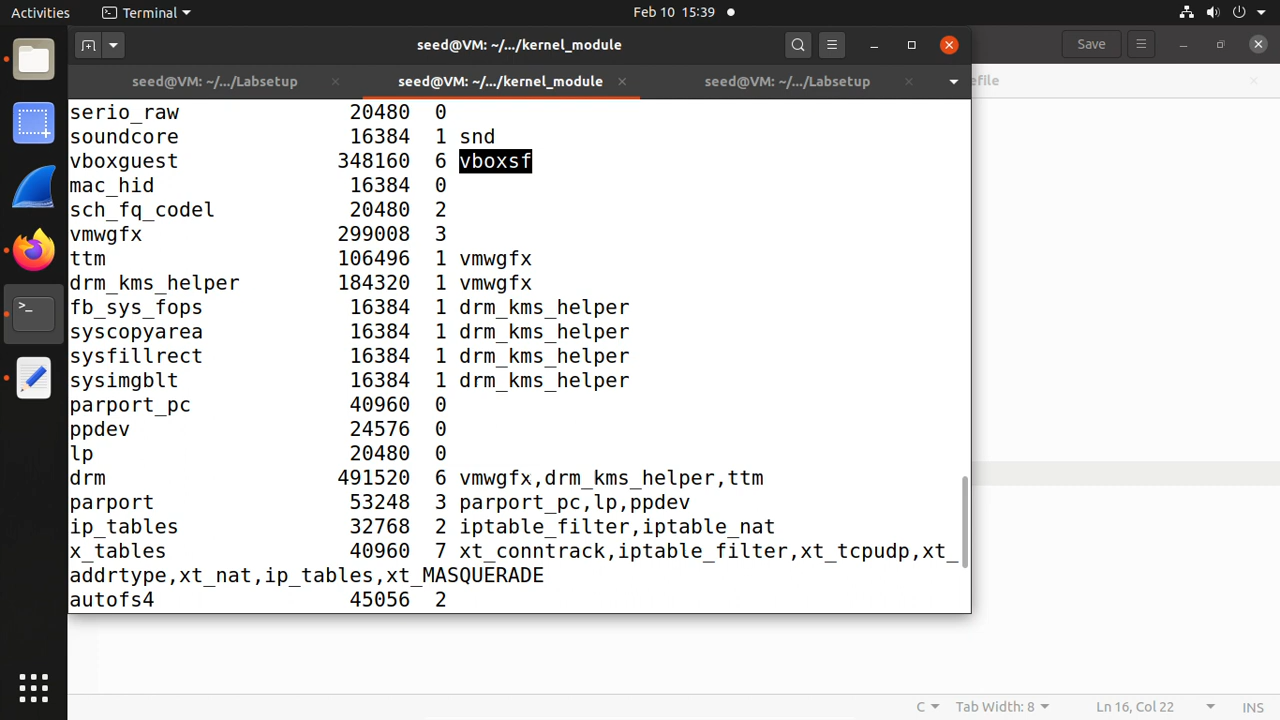 Activities Terminal Feb 10 15:39
seed@VM: ~/.../kernel_module Save
seed@VM: ~/.../Labsetup seed@VM: ~/.../kernel_module seed@VM: ~/.../Labsetup efile
serio_raw 20480 0
soundcore 16384 1 snd
vboxguest 348160 6 vboxsf
mac_hid 16384 0
sch_fq_codel 20480 2
vmwgfx 299008 3
ttm 106496 1 vmwgfx
drm_kms_helper 184320 1 vmwgfx
fb_sys_fops 16384 1 drm_kms_helper
syscopyarea 16384 1 drm_kms_helper
sysfillrect 16384 1 drm_kms_helper
sysimgblt 16384 1 drm_kms_helper
parport_pc 40960 0
ppdev 24576 0
lp 20480 0
drm 491520 6 vmwgfx,drm_kms_helper,ttm
parport 53248 3 parport_pc,lp,ppdev
ip_tables 32768 2 iptable_filter,iptable_nat
x_tables 40960 7 xt_conntrack,iptable_filter,xt_tcpudp,xt_
addrtype,xt_nat,ip_tables,xt_MASQUERADE
autofs4 45056 2
C Tab Width: 8 Ln 16, Col 22 INS